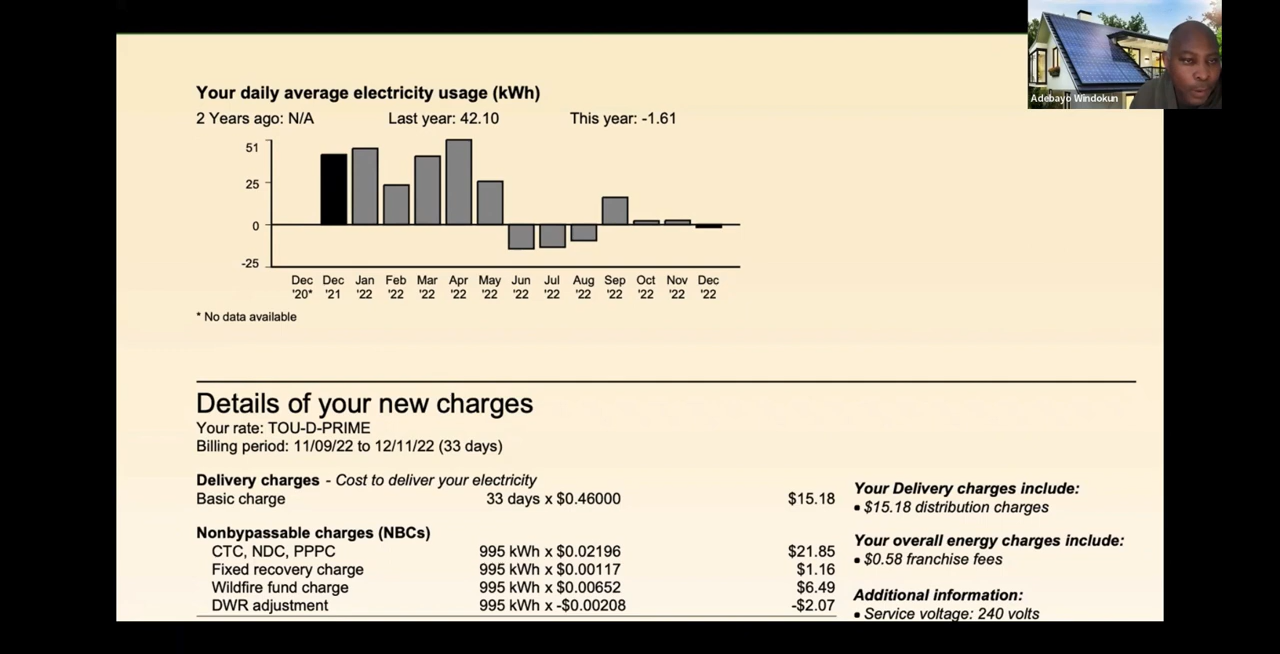 Adebayo Windokun
Your daily average electricity usage (kWh)
2 Years ago: N/A Last year: 42.10 This year: -1.61
51
25
0
-25
Dec Dec Jan Feb Mar Apr May Jun Jul Aug Sep Oct Nov Dec
'20* '21 '22 '22 '22 '22 '22 '22 '22 '22 '22 '22 '22 '22
* No data available
Details of your new charges
Your rate: TOU-D-PRIME
Billing period: 11/09/22 to 12/11/22 (33 days)
Delivery charges - Cost to deliver your electricity
Basic charge 33 days x $0.46000 $15.18
Nonbypassable charges (NBCs)
CTC, NDC, PPPC 995 kWh x $0.02196 $21.85
Fixed recovery charge 995 kWh x $0.00117 $1.16
Wildfire fund charge 995 kWh x $0.00652 $6.49
DWR adjustment 995 kWh x -$0.00208 -$2.07
Your Delivery charges include:
• $15.18 distribution charges
Your overall energy charges include:
• $0.58 franchise fees
Additional information:
• Service voltage: 240 volts